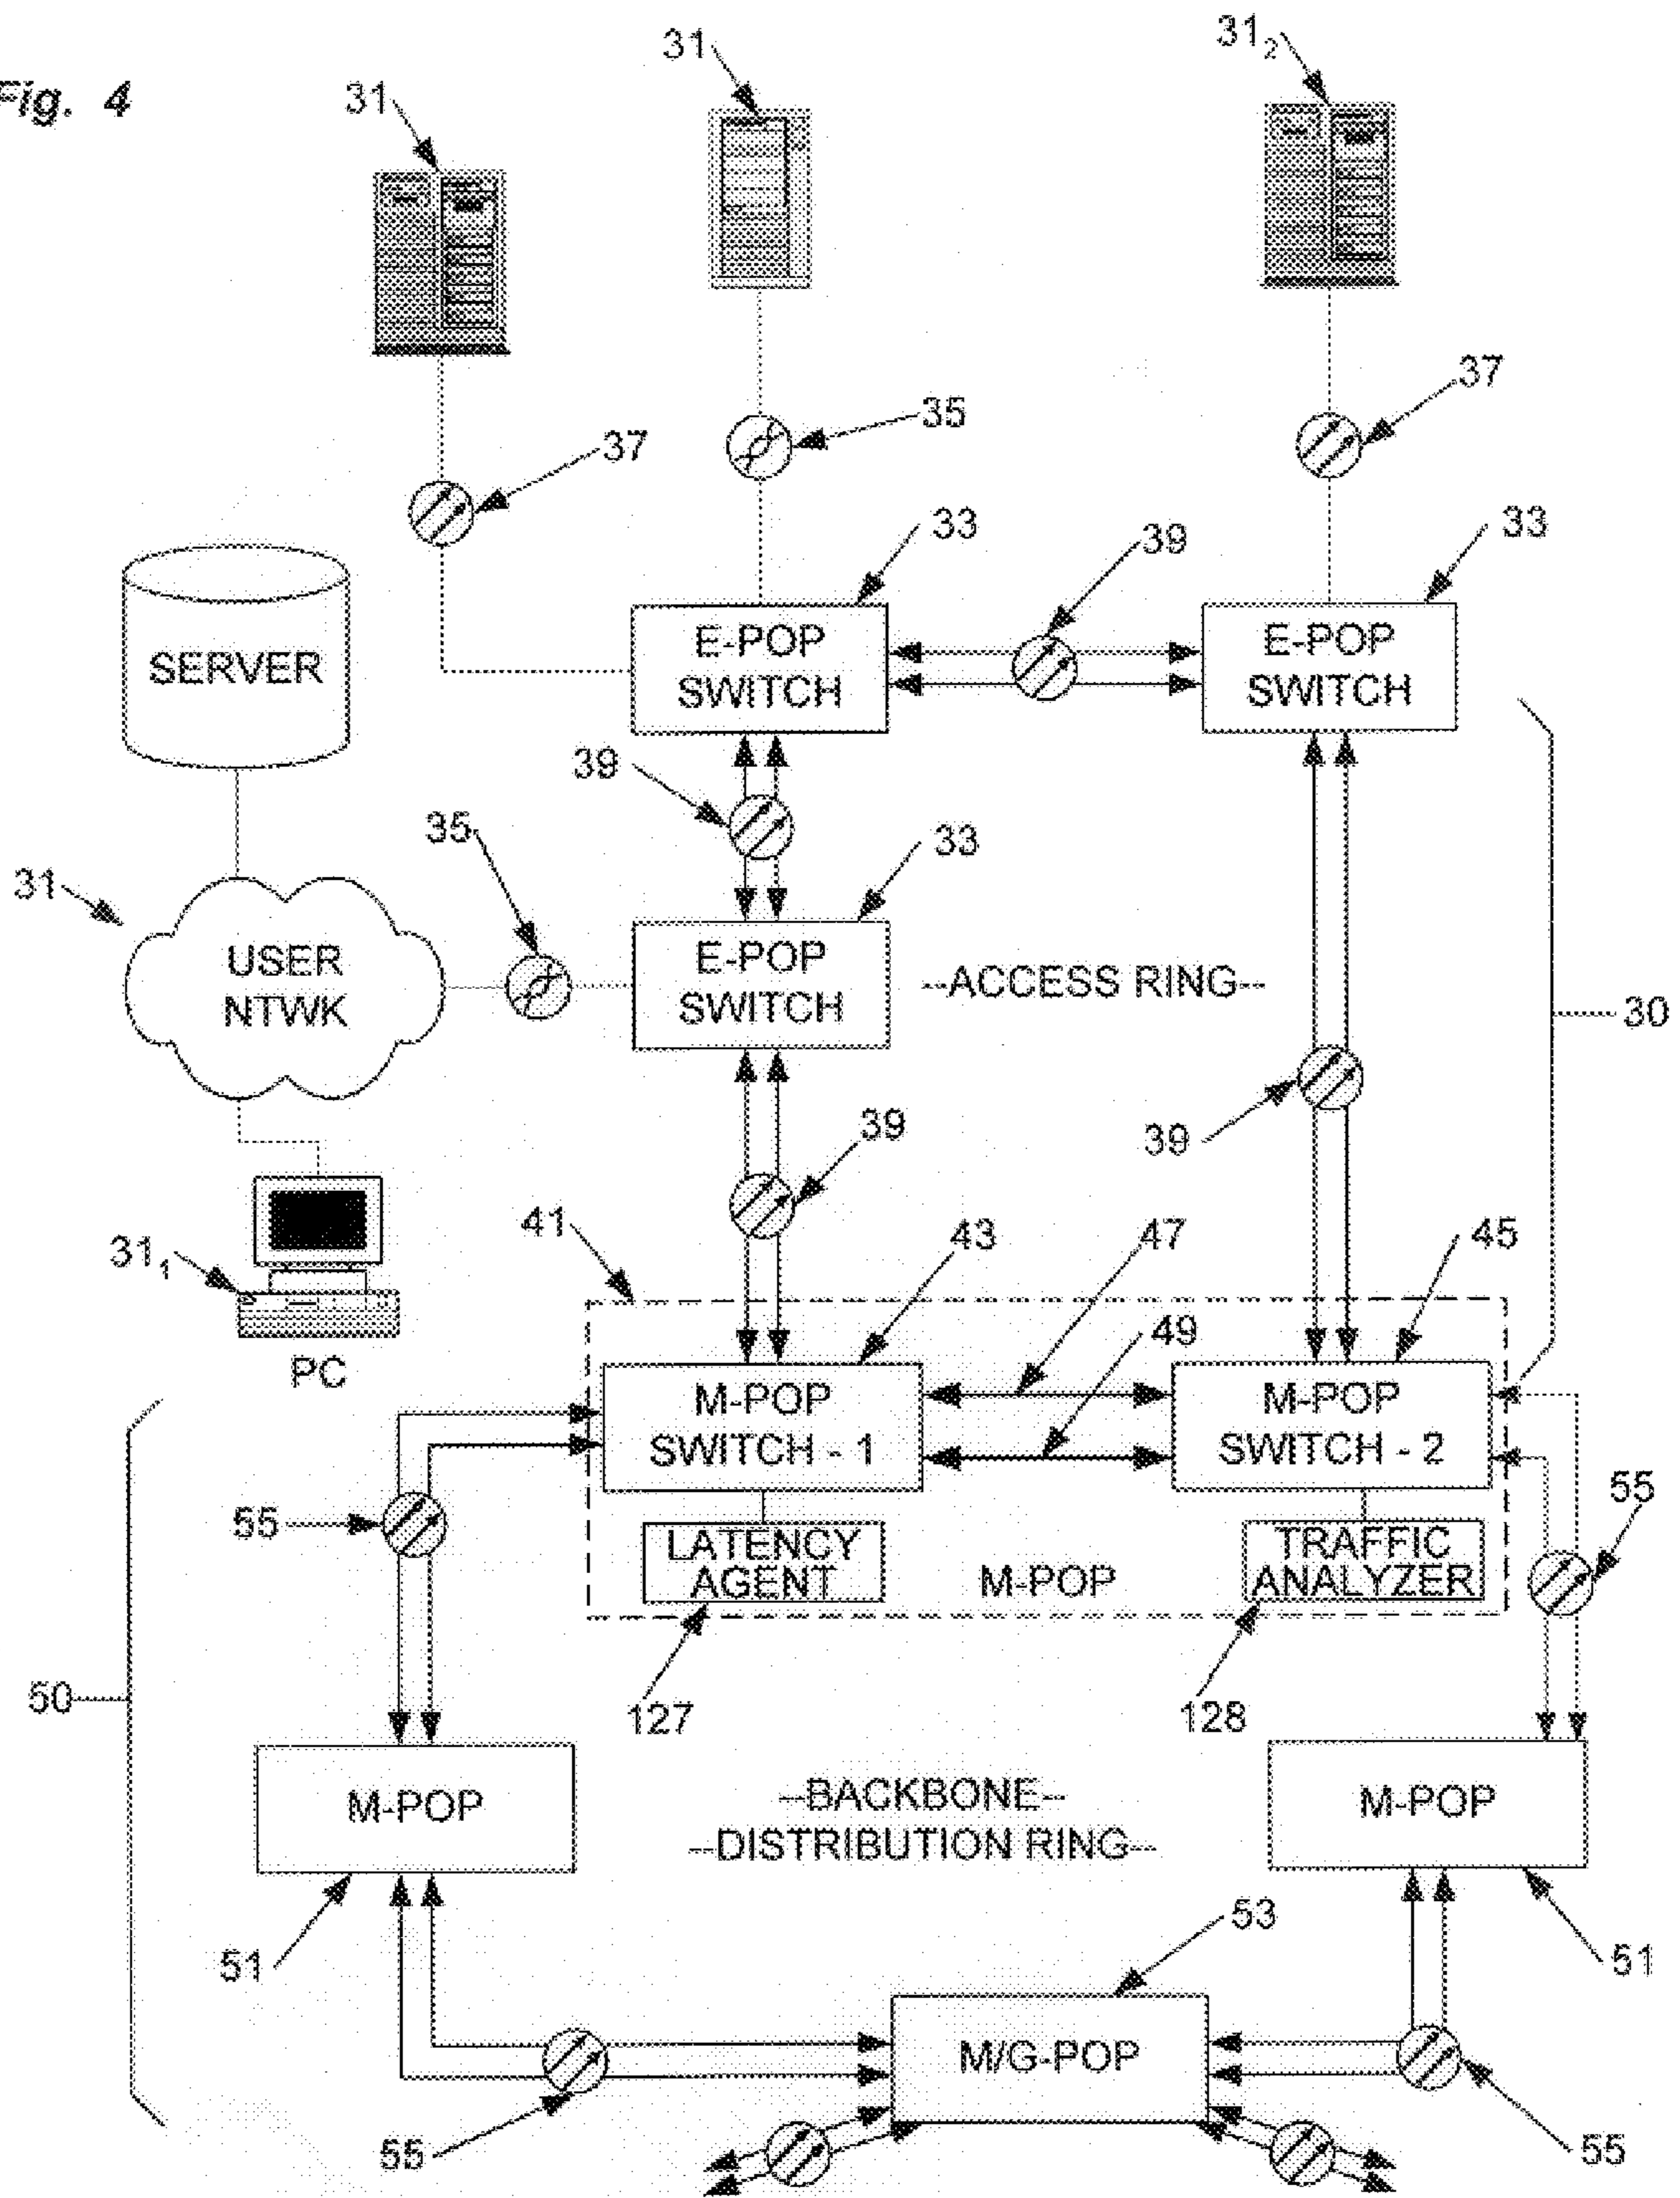 Fig. 4
31
31
31₂
37
35
37
33
39
33
SERVER
E-POP
SWITCH
E-POP
SWITCH
39
35
33
31
USER
NTWK
E-POP
SWITCH
--ACCESS RING--
30
39
39
41
43
47
45
31₁
PC
49
M-POP
SWITCH - 1
M-POP
SWITCH - 2
55
55
LATENCY
AGENT
M-POP
TRAFFIC
ANALYZER
50
127
128
M-POP
--BACKBONE--
--DISTRIBUTION RING--
M-POP
51
53
51
M/G-POP
55
55